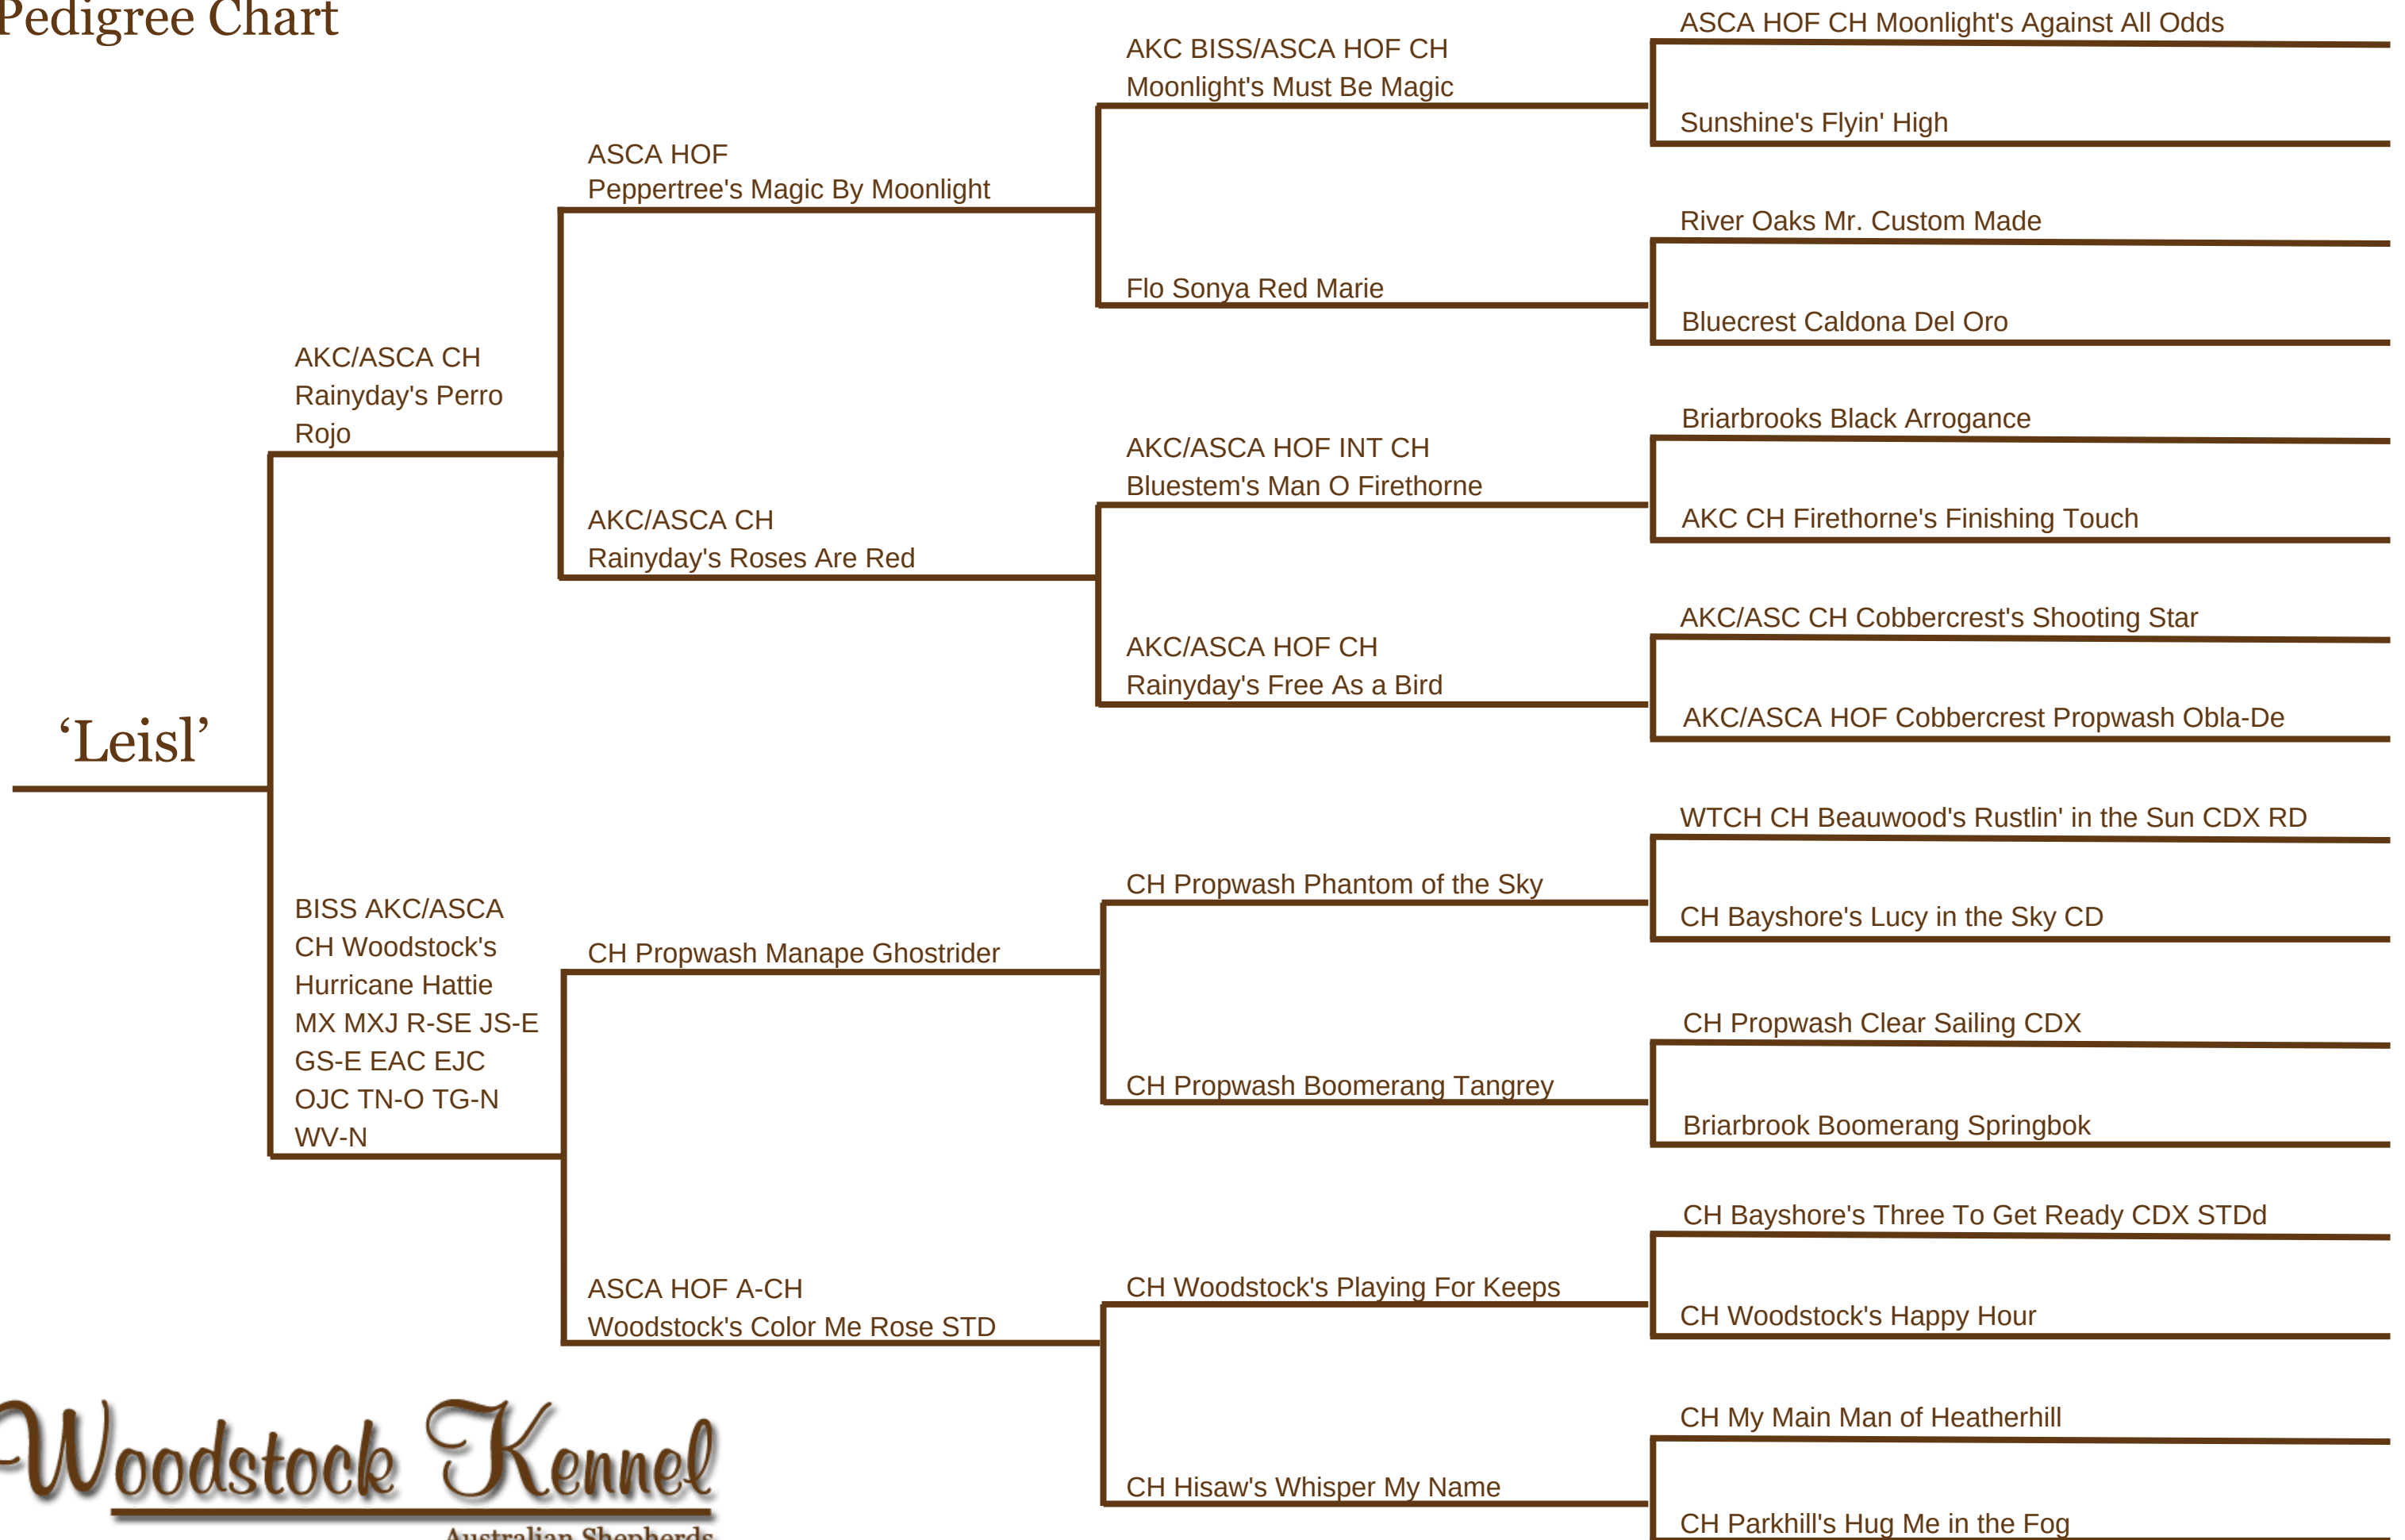 Pedigree Chart
‘Leisl’
AKC/ASCA CH
Rainyday's Perro
Rojo
BISS AKC/ASCA
CH Woodstock's
Hurricane Hattie
MX MXJ R-SE JS-E
GS-E EAC EJC
OJC TN-O TG-N
WV-N
ASCA HOF
Peppertree's Magic By Moonlight
AKC/ASCA CH
Rainyday's Roses Are Red
CH Propwash Manape Ghostrider
ASCA HOF A-CH
Woodstock's Color Me Rose STD
AKC BISS/ASCA HOF CH
Moonlight's Must Be Magic
Flo Sonya Red Marie
AKC/ASCA HOF INT CH
Bluestem's Man O Firethorne
AKC/ASCA HOF CH
Rainyday's Free As a Bird
CH Propwash Phantom of the Sky
CH Propwash Boomerang Tangrey
CH Woodstock's Playing For Keeps
CH Hisaw's Whisper My Name
ASCA HOF CH Moonlight's Against All Odds
Sunshine's Flyin' High
River Oaks Mr. Custom Made
Bluecrest Caldona Del Oro
Briarbrooks Black Arrogance
AKC CH Firethorne's Finishing Touch
AKC/ASC CH Cobbercrest's Shooting Star
AKC/ASCA HOF Cobbercrest Propwash Obla-De
WTCH CH Beauwood's Rustlin' in the Sun CDX RD
CH Bayshore's Lucy in the Sky CD
CH Propwash Clear Sailing CDX
Briarbrook Boomerang Springbok
CH Bayshore's Three To Get Ready CDX STDd
CH Woodstock's Happy Hour
CH My Main Man of Heatherhill
CH Parkhill's Hug Me in the Fog
Woodstock Kennel
Australian Shepherds